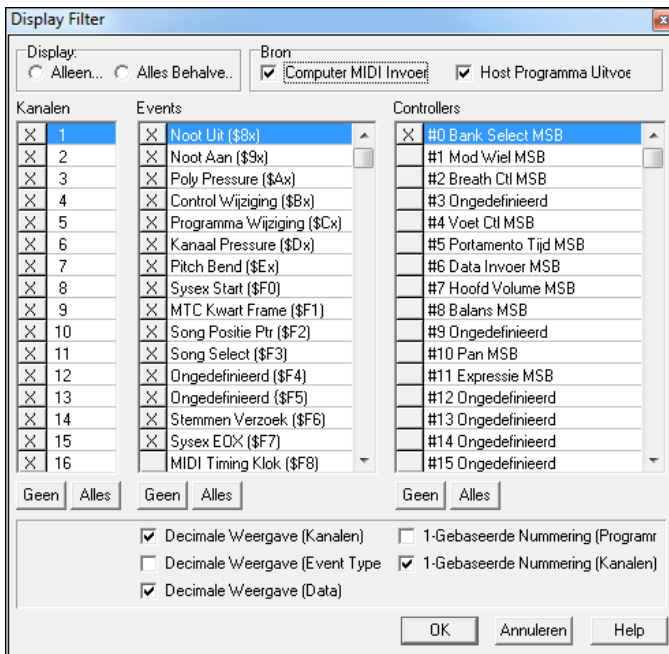 Display Filter
Display:
Alleen... Alles Behalve..
Bron
Computer MIDI Invoer Host Programma Uitvoe
Kanalen Events Controllers
X 1 X Noot Uit ($8x) X #0 Bank Select MSB
X 2 X Noot Aan ($9x) #1 Mod Wiel MSB
X 3 X Poly Pressure ($Ax) #2 Breath Ctl MSB
X 4 X Control Wijziging ($Bx) #3 Ongedefinieerd
X 5 X Programma Wijziging ($Cx) #4 Voet Ctl MSB
X 6 X Kanaal Pressure ($Dx) #5 Portamento Tijd MSB
X 7 X Pitch Bend ($Ex) #6 Data Invoer MSB
X 8 X Sysex Start ($F0) #7 Hoofd Volume MSB
X 9 X MTC Kwart Frame ($F1) #8 Balans MSB
X 10 X Song Positie Ptr ($F2) #9 Ongedefinieerd
X 11 X Song Select ($F3) #10 Pan MSB
X 12 X Ongedefinieerd ($F4) #11 Expressie MSB
X 13 X Ongedefinieerd {$F5) #12 Ongedefinieerd
X 14 X Stemmen Verzoek ($F6) #13 Ongedefinieerd
X 15 X Sysex EOX ($F7) #14 Ongedefinieerd
X 16 MIDI Timing Klok ($F8) #15 Ongedefinieerd
Geen Alles Geen Alles Geen Alles
Decimale Weergave (Kanalen) 1-Gebaseerde Nummering (Programr
Decimale Weergave (Event Type 1-Gebaseerde Nummering (Kanalen)
Decimale Weergave (Data)
OK Annuleren Help